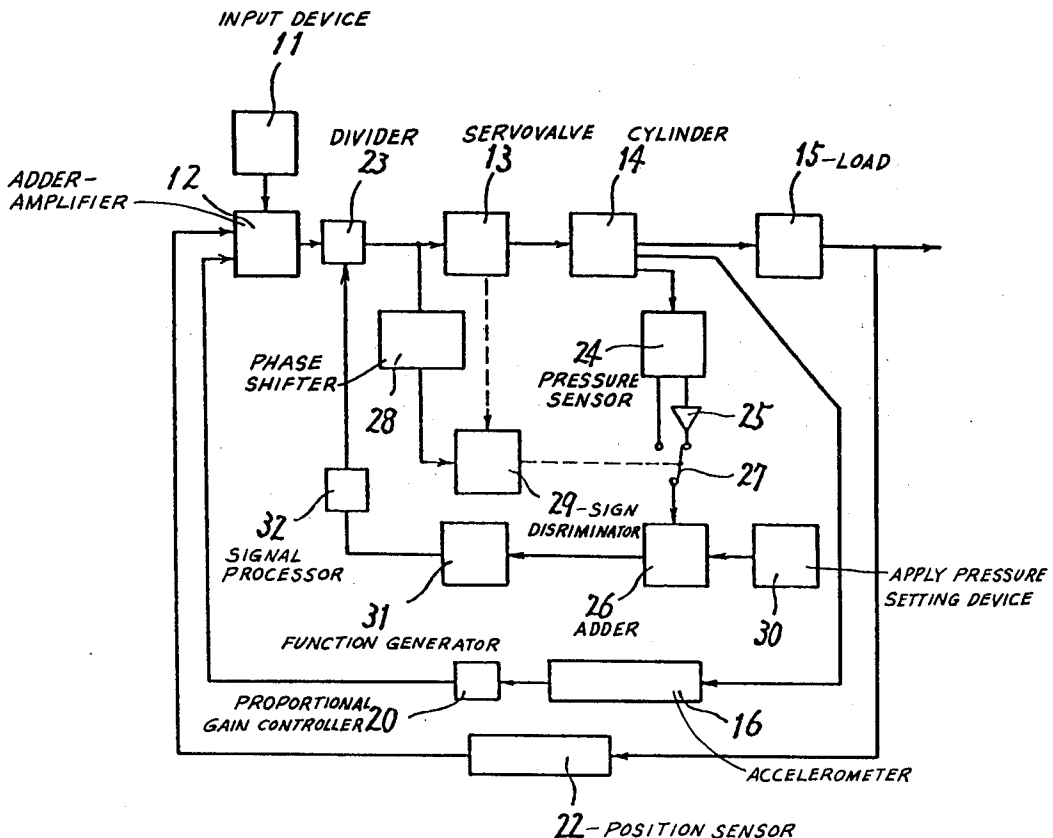 INPUT DEVICE
11
DIVIDER
23
SERVOVALVE
13
CYLINDER
14
15-LOAD
ADDER-
AMPLIFIER
12
PHASE
SHIFTER
28
24
PRESSURE
SENSOR
25
27
29-SIGN
DISRIMINATOR
32
SIGNAL
PROCESSOR
31
FUNCTION GENERATOR
26
ADDER
30
APPLY PRESSURE
SETTING DEVICE
PROPORTIONAL
GAIN CONTROLLER
20
16
ACCELEROMETER
22-POSITION SENSOR